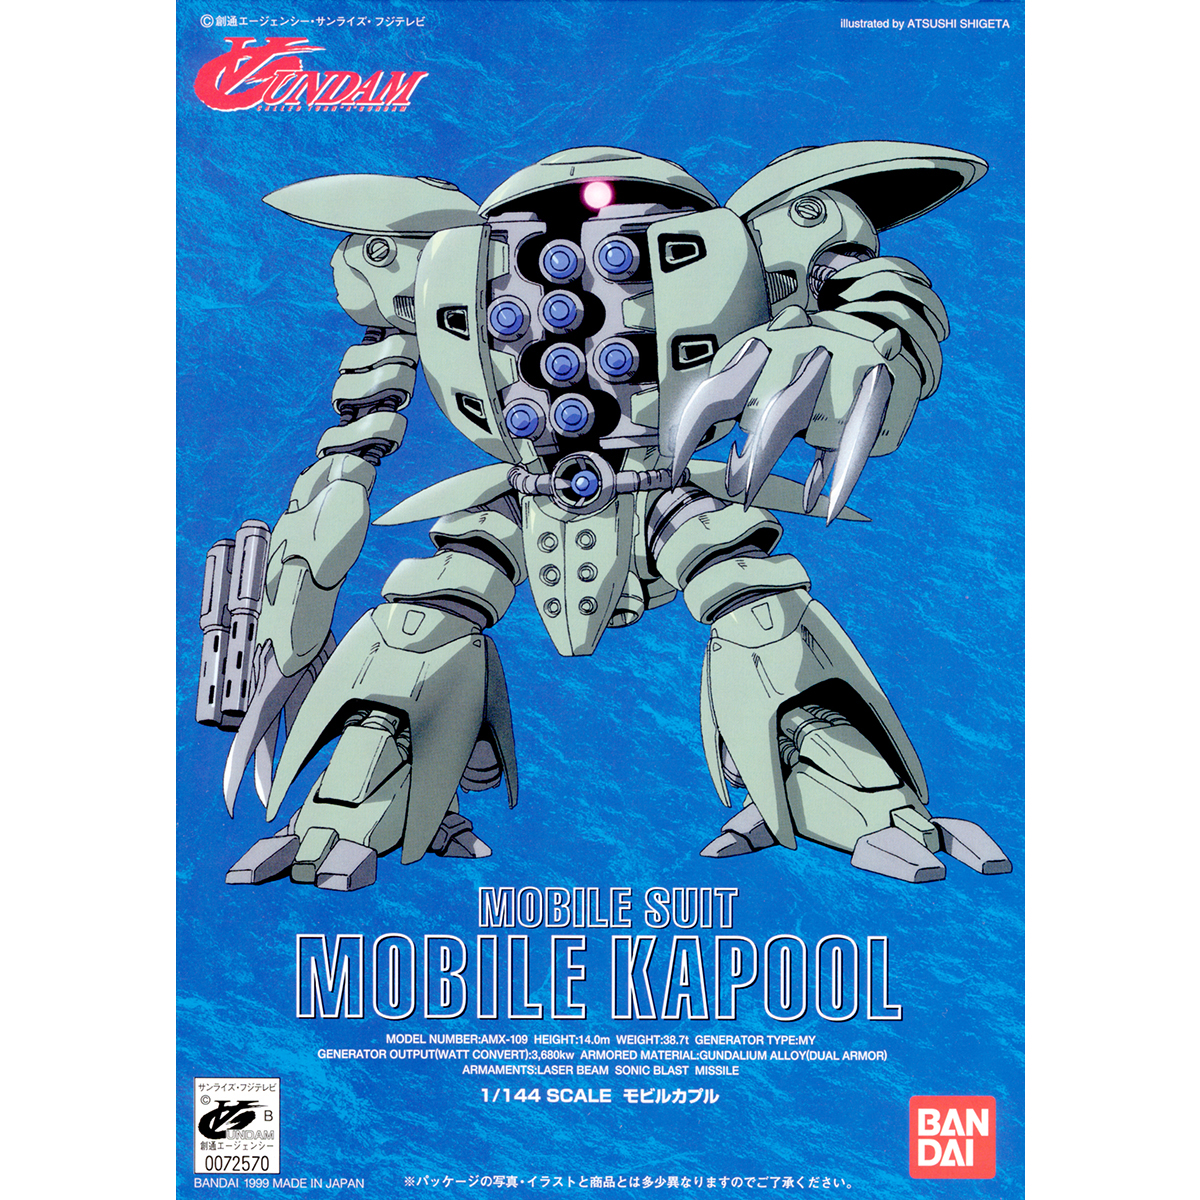 ©創通エージェンシー・サンライズ・フジテレビ
illustrated by ATSUSHI SHIGETA
∀GUNDAM
CALLED TURN "A" GUNDAM
MOBILE SUIT
MOBILE KAPOOL
MODEL NUMBER:AMX-109 HEIGHT:14.0m WEIGHT:38.7t GENERATOR TYPE:MY
GENERATOR OUTPUT(WATT CONVERT):3,680kw ARMORED MATERIAL:GUNDALIUM ALLOY(DUAL ARMOR)
ARMAMENTS:LASER BEAM SONIC BLAST MISSILE
1/144 SCALE モビルカプル
サンライズ・フジテレビ
©
B
∀GUNDAM
創通エージェンシー
0072570
BANDAI 1999 MADE IN JAPAN
※パッケージの写真・イラストと商品とは多少異なりますのでご了承ください。
BAN
DAI